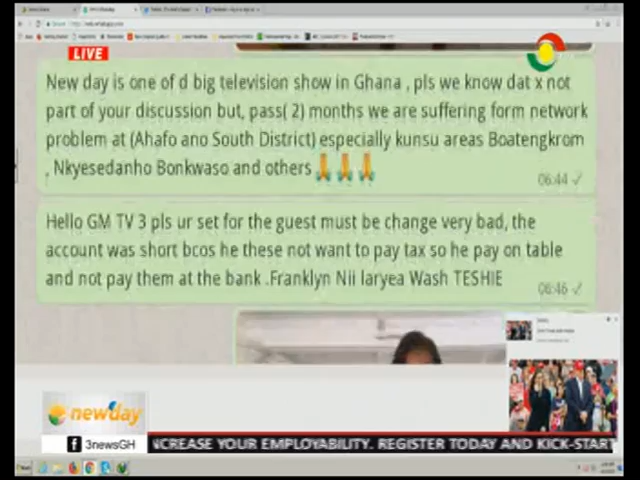 LIVE
New day is one of d big television show in Ghana , pls we know dat x not
part of your discussion but, pass( 2) months we are suffering form network
problem at (Ahafo ano South District) especially kunsu areas Boatengkrom
, Nkyesedanho Bonkwaso and others 🙏🙏🙏
06:44 ✓
Hello GM TV 3 pls ur set for the guest must be change very bad, the
account was short bcos he these not want to pay tax so he pay on table
and not pay them at the bank .Franklyn Nii laryea Wash TESHIE
06:46 ✓
newday
f 3newsGH
NCREASE YOUR EMPLOYABILITY. REGISTER TODAY AND KICK-START